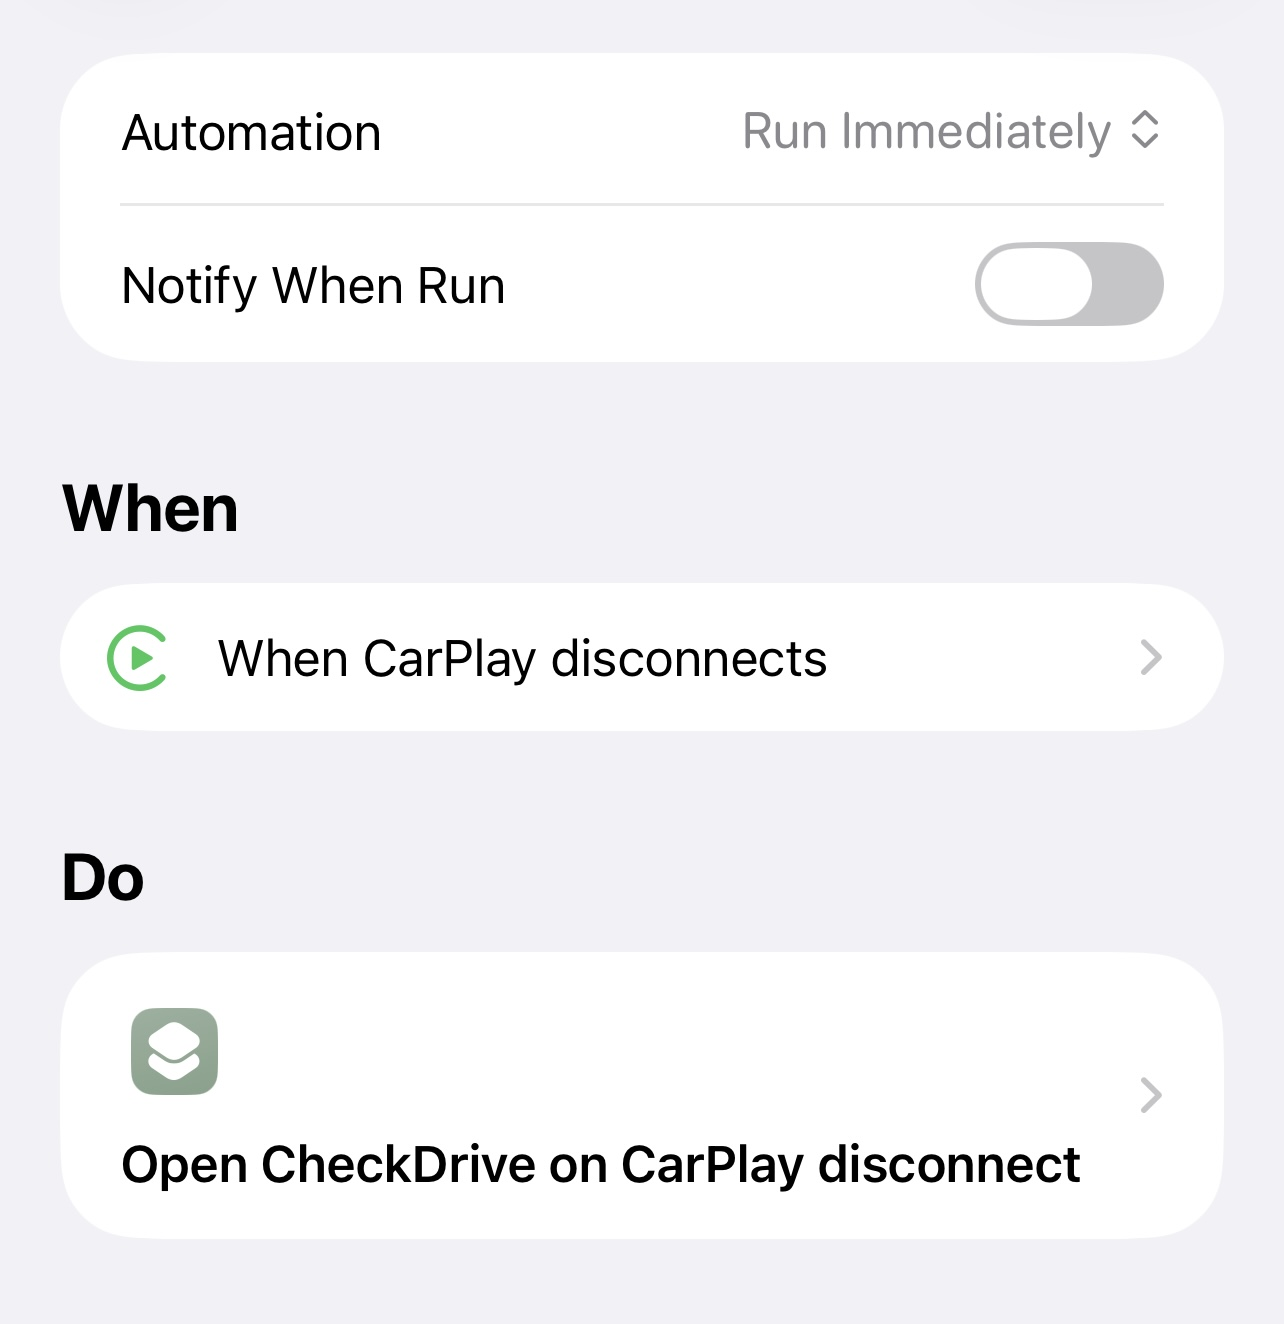 Automation
Run Immediately
Notify When Run
When
When CarPlay disconnects
Do
Open CheckDrive on CarPlay disconnect